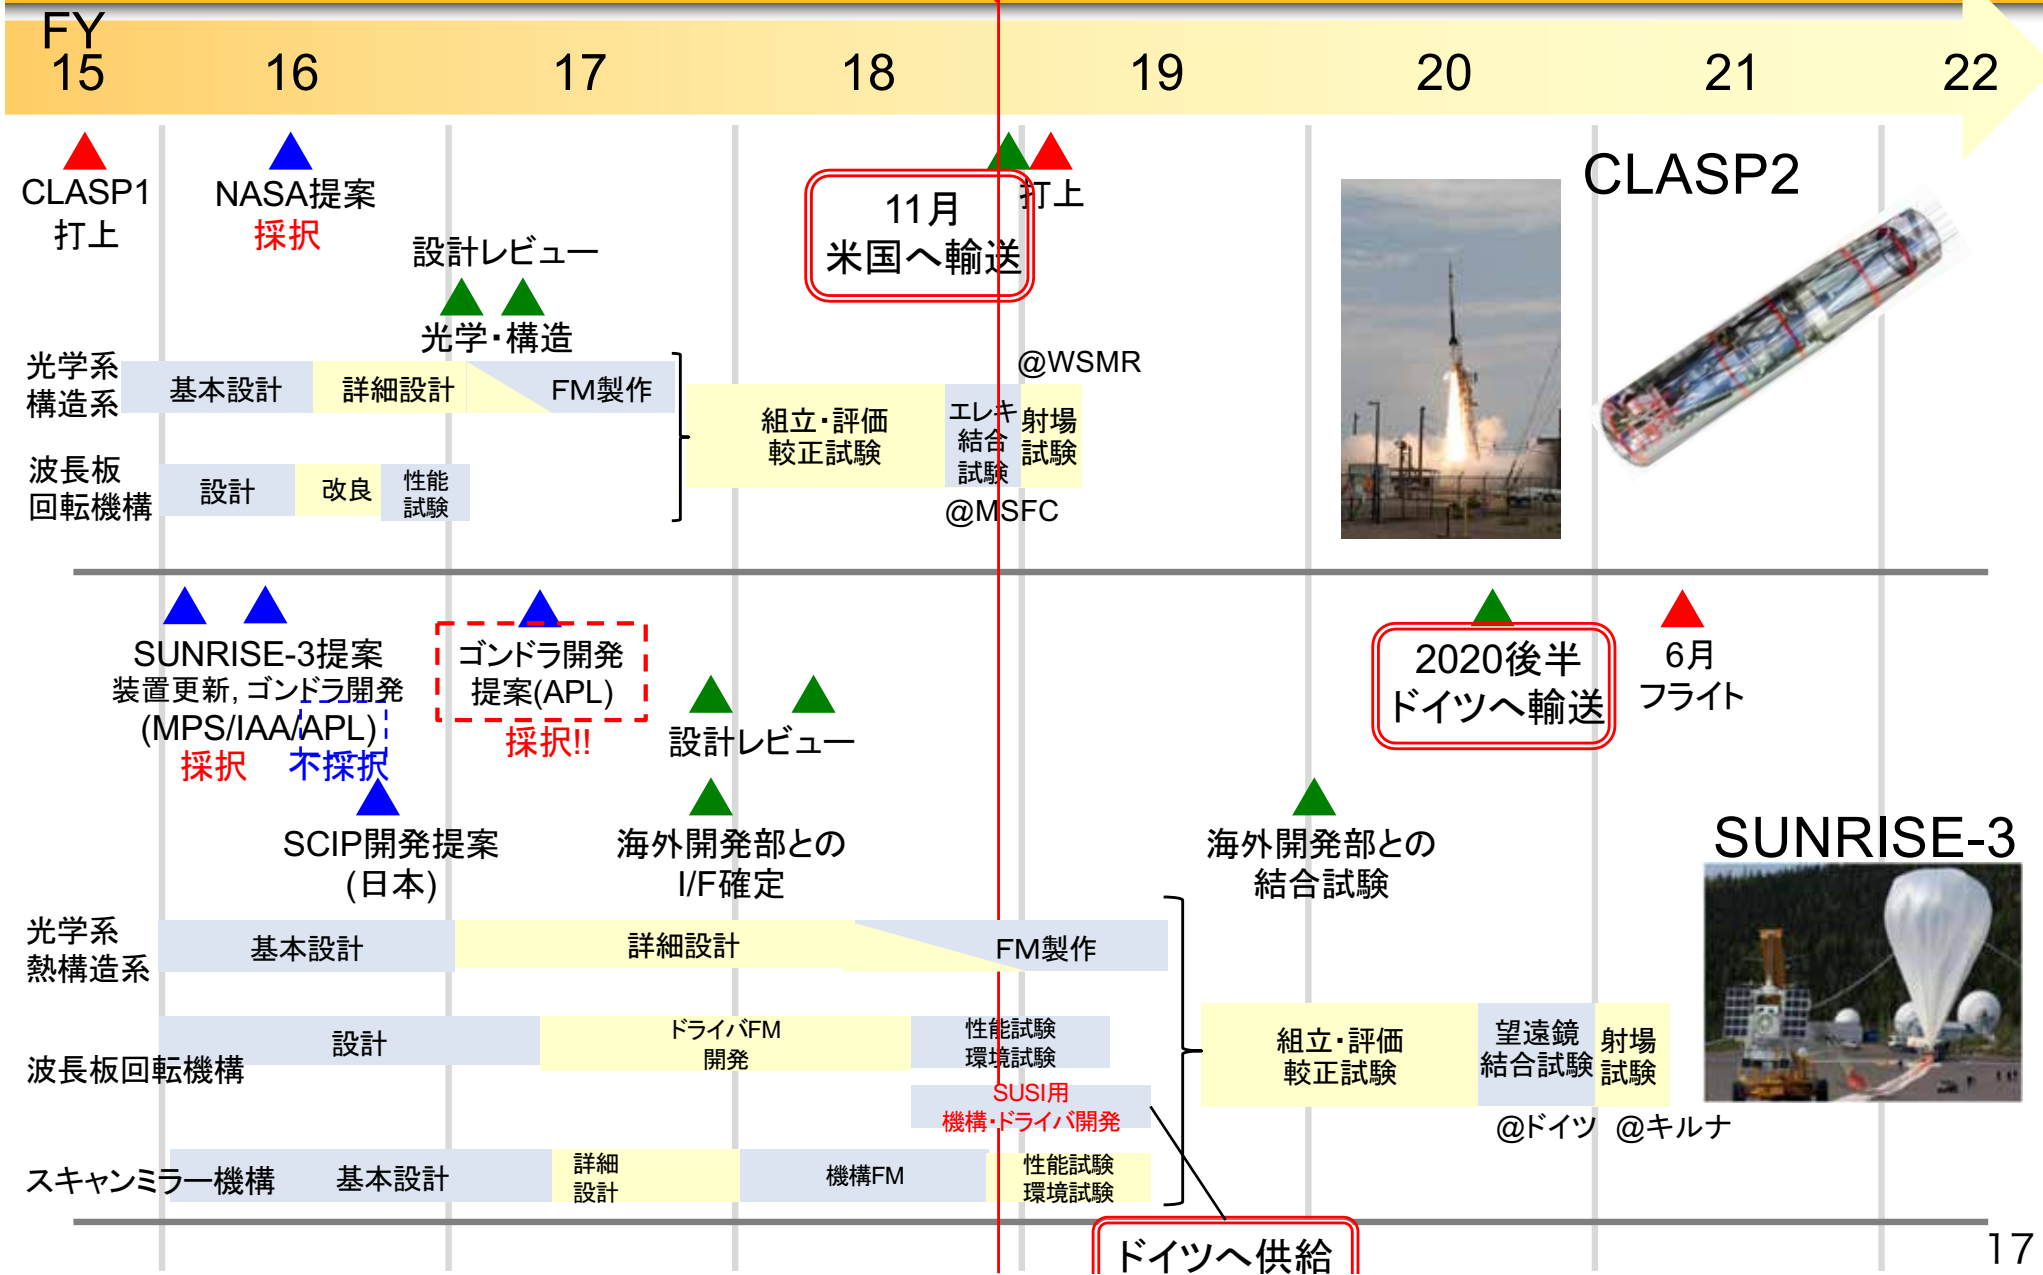 FY
15 16 17 18 19 20 21 22
CLASP1
打上
NASA提案
採択
設計レビュー
光学・構造
11月
米国へ輸送
打上
CLASP2
光学系
構造系
基本設計
詳細設計
FM製作
波長板
回転機構
設計
改良
性能
試験
組立・評価
較正試験
エレキ
結合
試験
@MSFC
@WSMR
射場
試験
SUNRISE-3提案
装置更新, ゴンドラ開発
(MPS/IAA/APL)
採択
不採択
SCIP開発提案
(日本)
ゴンドラ開発
提案(APL)
採択!!
設計レビュー
海外開発部との
I/F確定
2020後半
ドイツへ輸送
6月
フライト
海外開発部との
結合試験
SUNRISE-3
光学系
熱構造系
基本設計
詳細設計
FM製作
波長板回転機構
設計
ドライバFM
開発
性能試験
環境試験
SUSI用
機構・ドライバ開発
スキャンミラー機構
基本設計
詳細
設計
機構FM
性能試験
環境試験
組立・評価
較正試験
望遠鏡
結合試験
射場
試験
@ドイツ
@キルナ
ドイツへ供給
17